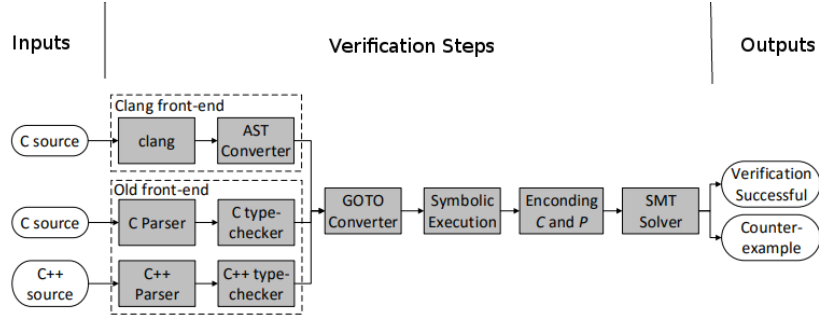 Inputs
Verification Steps
Outputs
Clang front-end
C source
clang
AST
Converter
Old front-end
C source
C Parser
C type-
checker
C++
source
C++
Parser
C++ type-
checker
GOTO
Converter
Symbolic
Execution
Enconding
C and P
SMT
Solver
Verification
Successful
Counter-
example